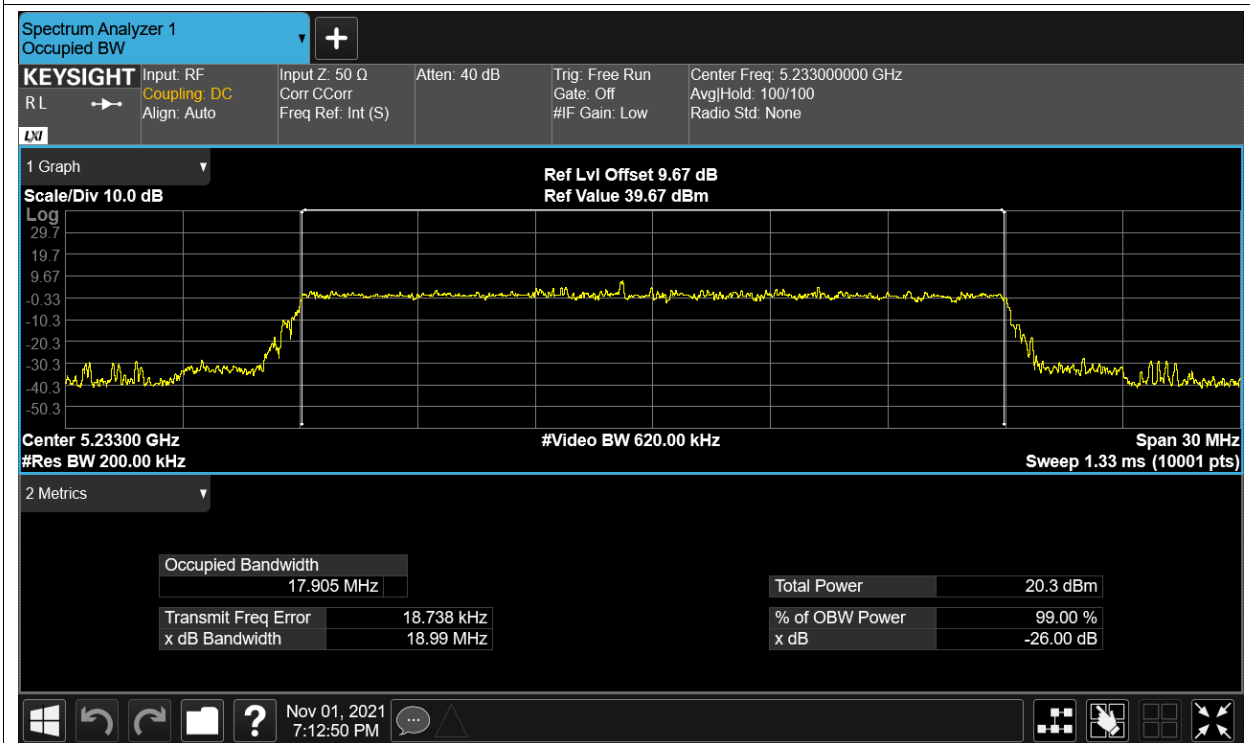 Spectrum Analyzer 1
Occupied BW
▼
+
KEYSIGHT Input: RF Input Z: 50 Ω Atten: 40 dB Trig: Free Run Center Freq: 5.233000000 GHz
RL Coupling: DC Corr CCorr Gate: Off Avg|Hold: 100/100
Align: Auto Freq Ref: Int (S) #IF Gain: Low Radio Std: None
LXI
1 Graph ▼
Ref Lvl Offset 9.67 dB
Scale/Div 10.0 dB Ref Value 39.67 dBm
Log
29.7
19.7
9.67
-0.33
-10.3
-20.3
-30.3
-40.3
-50.3
Center 5.23300 GHz #Video BW 620.00 kHz Span 30 MHz
#Res BW 200.00 kHz Sweep 1.33 ms (10001 pts)
2 Metrics ▼
Occupied Bandwidth
17.905 MHz Total Power 20.3 dBm
Transmit Freq Error 18.738 kHz % of OBW Power 99.00 %
x dB Bandwidth 18.99 MHz x dB -26.00 dB
? Nov 01, 2021
7:12:50 PM